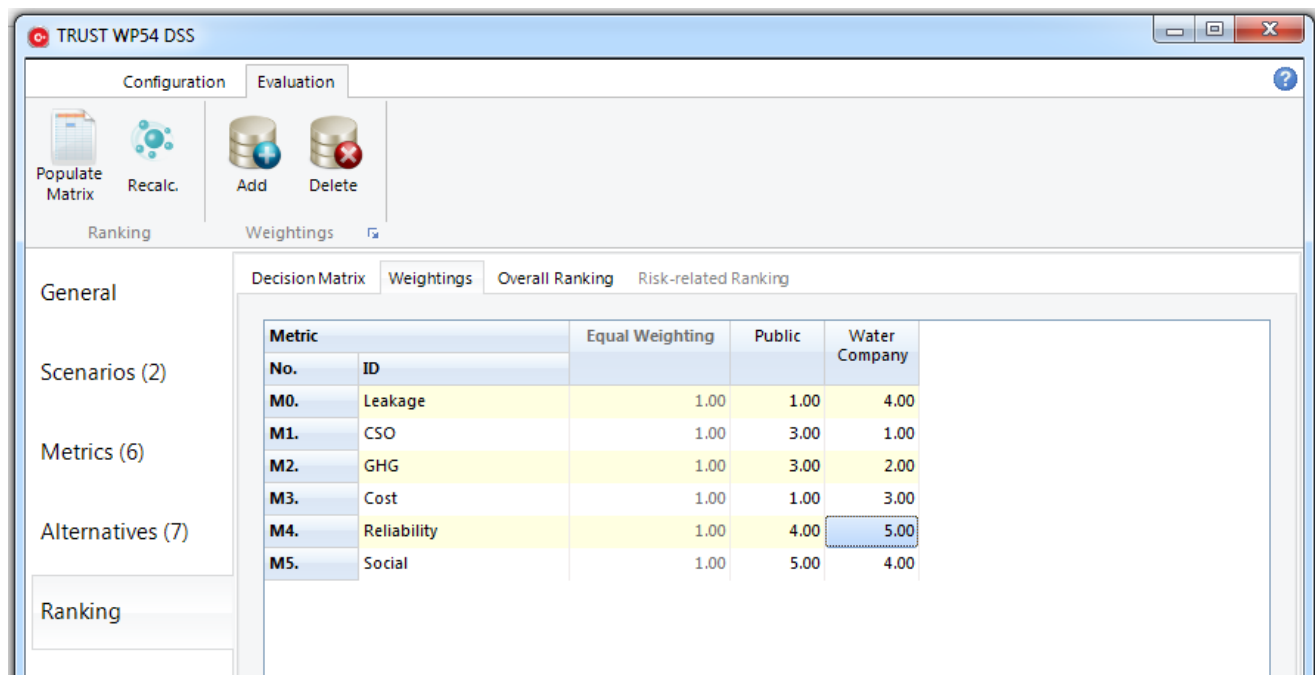 TRUST WP54 DSS
Configuration Evaluation
Populate Matrix Recalc. Add Delete
Ranking Weightings
General
Scenarios (2)
Metrics (6)
Alternatives (7)
Ranking
Decision Matrix Weightings Overall Ranking Risk-related Ranking
Metric Equal Weighting Public Water Company
No. ID
M0. Leakage 1.00 1.00 4.00
M1. CSO 1.00 3.00 1.00
M2. GHG 1.00 3.00 2.00
M3. Cost 1.00 1.00 3.00
M4. Reliability 1.00 4.00 5.00
M5. Social 1.00 5.00 4.00